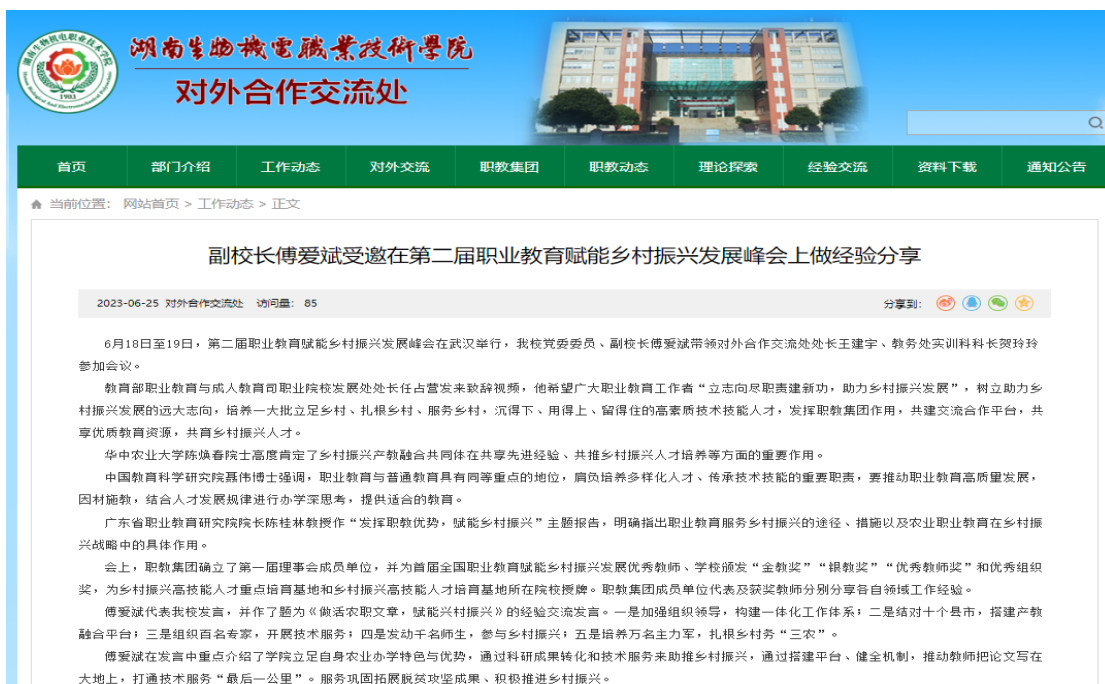 湖南生物機電職業技術學院
对外合作交流处
1903
首页 部门介绍 工作动态 对外交流 职教集团 职教动态 理论探索 经验交流 资料下载 通知公告
当前位置： 网站首页 > 工作动态 > 正文
副校长傅爱斌受邀在第二届职业教育赋能乡村振兴发展峰会上做经验分享
2023-06-25 对外合作交流处 访问量： 85 分享到：
6月18日至19日，第二届职业教育赋能乡村振兴发展峰会在武汉举行，我校党委委员、副校长傅爱斌带领对外合作交流处处长王建宇、教务处实训科科长贺玲玲
参加会议。
教育部职业教育与成人教育司职业院校发展处处长任占营发来致辞视频，他希望广大职业教育工作者“立志向尽职责建新功，助力乡村振兴发展”，树立助力乡
村振兴发展的远大志向，培养一大批立足乡村、扎根乡村、服务乡村，沉得下、用得上、留得住的高素质技术技能人才，发挥职教集团作用，共建交流合作平台，共
享优质教育资源，共育乡村振兴人才。
华中农业大学陈焕春院士高度肯定了乡村振兴产教融合共同体在共享先进经验、共推乡村振兴人才培养等方面的重要作用。
中国教育科学研究院聂伟博士强调，职业教育与普通教育具有同等重点的地位，肩负培养多样化人才、传承技术技能的重要职责，要推动职业教育高质量发展，
因材施教，结合人才发展规律进行办学深思考，提供适合的教育。
广东省职业教育研究院院长陈桂林教授作“发挥职教优势，赋能乡村振兴”主题报告，明确指出职业教育服务乡村振兴的途径、措施以及农业职业教育在乡村振
兴战略中的具体作用。
会上，职教集团确立了第一届理事会成员单位，并为首届全国职业教育赋能乡村振兴发展优秀教师、学校颁发“金教奖”“银教奖”“优秀教师奖”和优秀组织
奖，为乡村振兴高技能人才重点培育基地和乡村振兴高技能人才培育基地所在院校授牌。职教集团成员单位代表及获奖教师分别分享各自领域工作经验。
傅爱斌代表我校发言，并作了题为《做活农职文章，赋能兴村振兴》的经验交流发言。一是加强组织领导，构建一体化工作体系；二是结对十个县市，搭建产教
融合平台；三是组织百名专家，开展技术服务；四是发动千名师生，参与乡村振兴；五是培养万名主力军，扎根乡村务“三农”。
傅爱斌在发言中重点介绍了学院立足自身农业办学特色与优势，通过科研成果转化和技术服务来助推乡村振兴，通过搭建平台、健全机制，推动教师把论文写在
大地上，打通技术服务“最后一公里”。服务巩固拓展脱贫攻坚成果、积极推进乡村振兴。